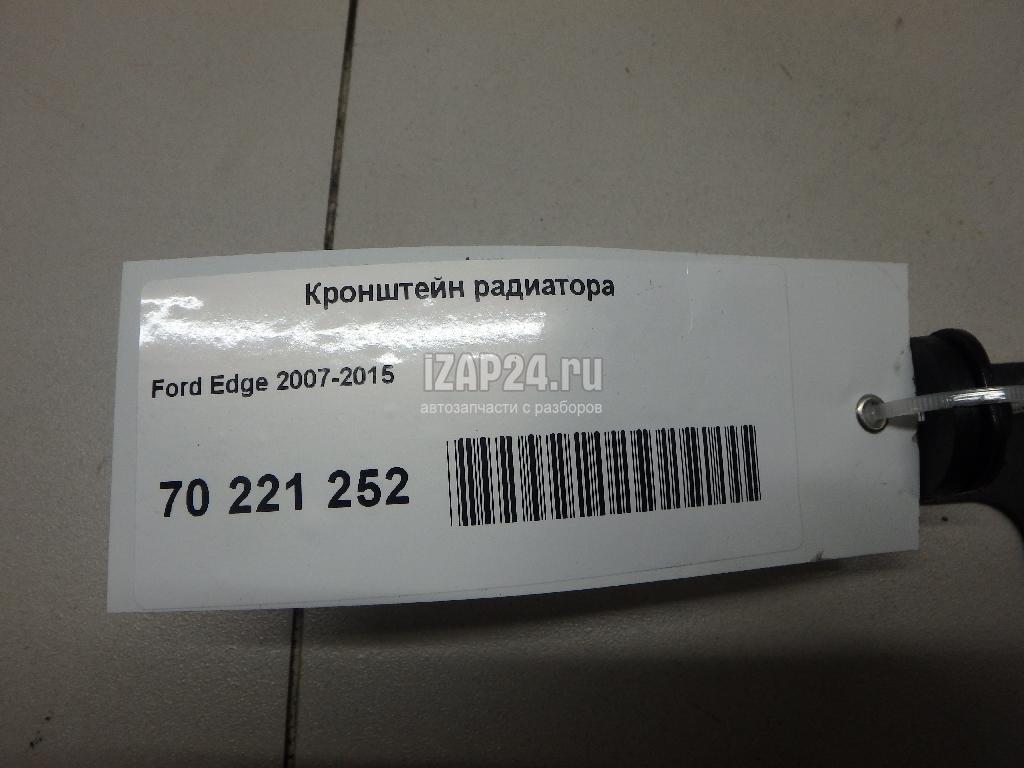 Кронштейн радиатора
Ford Edge 2007-2015
iZAP24.ru
автозапчасти с разборов
70 221 252